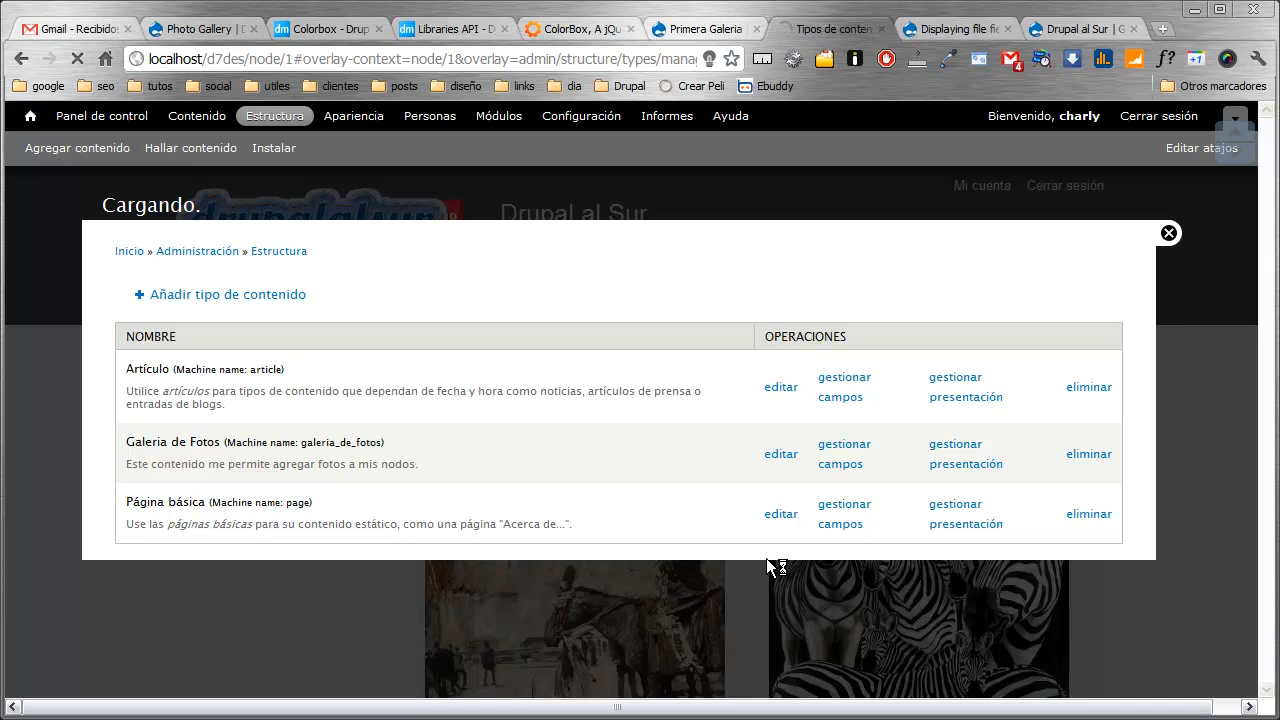 Gmail - Recibido:
Photo Gallery | D
Colorbox - Drup
Libraries API - D
ColorBox, A jQu
Primera Galeria
Tipos de conten
Displaying file fi
Drupal al Sur | G
localhost/d7des/node/1#overlay-context=node/1&overlay=admin/structure/types/manag
google seo tutos social utiles clientes posts diseño links dia Drupal Crear Peli Ebuddy Otros marcadores
Panel de control Contenido Estructura Apariencia Personas Módulos Configuración Informes Ayuda Bienvenido, charly Cerrar sesión
Agregar contenido Hallar contenido Instalar Editar atajos
Mi cuenta Cerrar sesión
Cargando.
Drupal al Sur
Inicio » Administración » Estructura
Añadir tipo de contenido
NOMBRE OPERACIONES
Artículo (Machine name: article)
Utilice artículos para tipos de contenido que dependan de fecha y hora como noticias, artículos de prensa o
entradas de blogs.
editar
gestionar
campos
gestionar
presentación
eliminar
Galeria de Fotos (Machine name: galeria_de_fotos)
Este contenido me permite agregar fotos a mis nodos.
editar
gestionar
campos
gestionar
presentación
eliminar
Página básica (Machine name: page)
Use las páginas básicas para su contenido estático, como una página "Acerca de...".
editar
gestionar
campos
gestionar
presentación
eliminar